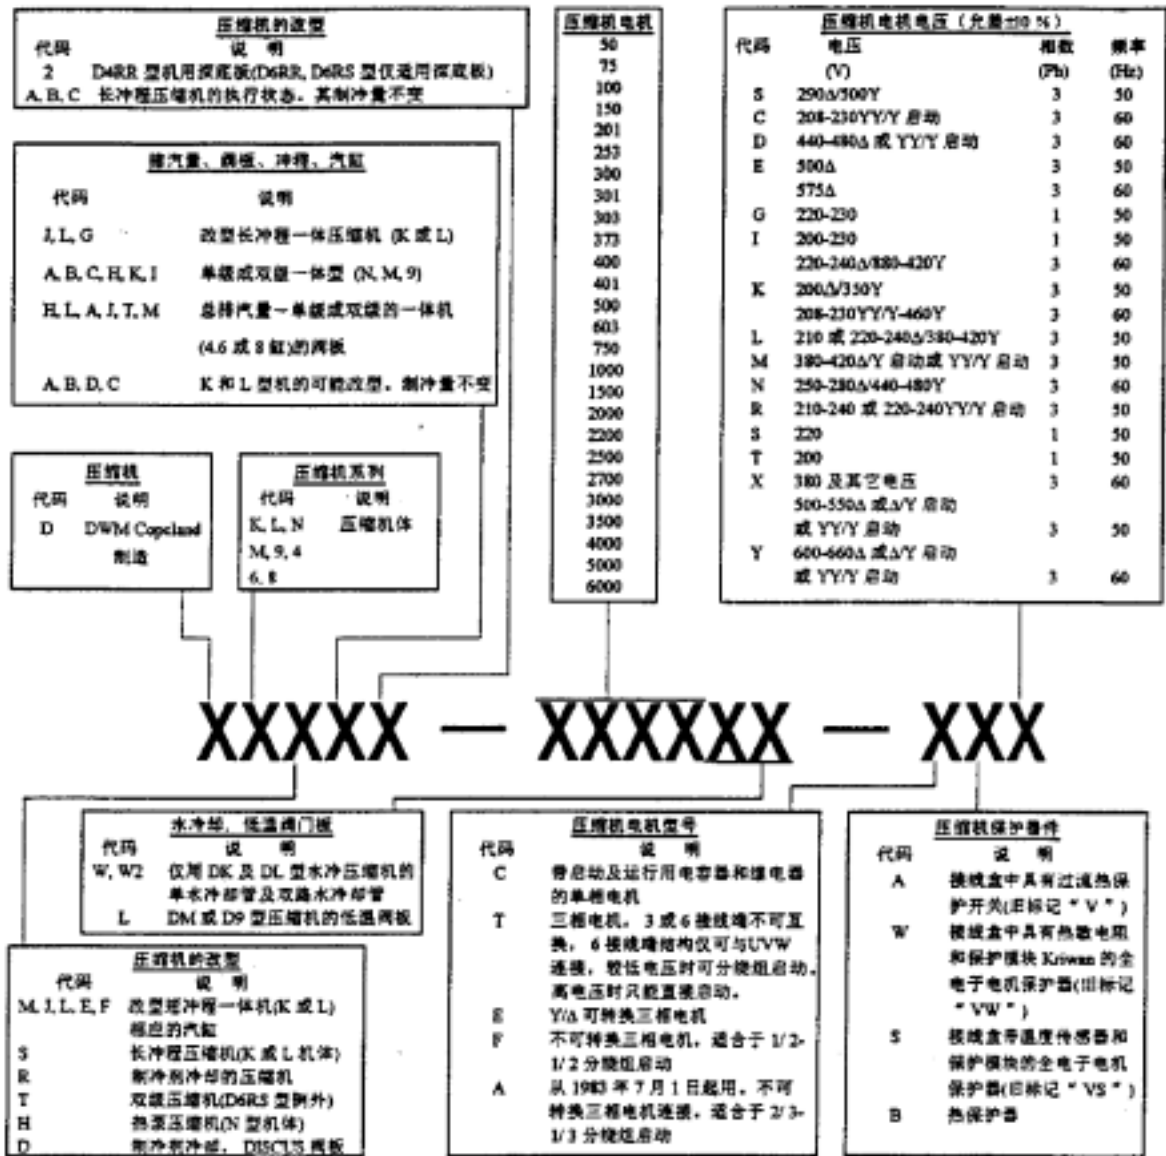 压缩机的改型
代码 说 明
2 D4RR 型机用深底板(D6RR, D6RS 型仅适用深底板)
A, B, C 长冲程压缩机的执行状态。其制冷量不变
排汽量、阀板、冲程、汽缸
代码 说明
J, L, G 改型长冲程一体压缩机 (K 或 L)
A, B, C, H, K, I 单级或双级一体型 (N, M, 9)
H, L, A, J, T, M 总排汽量－单级或双级的一体机
(4.6 或 8 缸)的阀板
A, B, D, C K 和 L 型机的可能改型。制冷量不变
压缩机
代码 说明
D DWM Copeland
制造
压缩机系列
代码 说明
K, L, N 压缩机体
M, 9, 4
6, 8
压缩机电机
50
75
100
150
201
253
300
301
303
373
400
401
500
603
750
1000
1500
2000
2200
2500
2700
3000
3500
4000
5000
6000
压缩机电机电压（允差±10 %）
代码 电压 相数 频率
(V) (Ph) (Hz)
S 290Δ/500Y 3 50
C 208-230YY/Y 启动 3 60
D 440-480Δ 或 YY/Y 启动 3 60
E 500Δ 3 50
575Δ 3 60
G 220-230 1 50
I 200-230 1 50
220-240Δ/880-420Y 3 60
K 200Δ/350Y 3 50
208-230YY/Y-460Y 3 60
L 210 或 220-240Δ/380-420Y 3 50
M 380-420Δ/Y 启动或 YY/Y 启动 3 50
N 250-280Δ/440-480Y 3 60
R 210-240 或 220-240YY/Y 启动 3 50
S 220 1 50
T 200 1 50
X 380 及其它电压 3 60
500-550Δ 或Δ/Y 启动
或 YY/Y 启动 3 50
Y 600-660Δ 或Δ/Y 启动
或 YY/Y 启动 3 60
XXXXX — XXXXXX — XXX
水冷却、低温阀门板
代码 说 明
W, W2 仅用 DK 及 DL 型水冷压缩机的
单水冷却管及双路水冷却管
L DM 或 D9 型压缩机的低温阀板
压缩机的改型
代码 说 明
M, J, L, E, F 改型短冲程一体机(K 或 L)
相应的汽缸
S 长冲程压缩机(K 或 L 机体)
R 制冷剂冷却的压缩机
T 双级压缩机(D6RS 型例外)
H 热泵压缩机(N 型机体)
D 制冷剂冷却， DISCUS 阀板
压缩机电机型号
代码 说 明
C 带启动及运行用电容器和继电器
的单相电机
T 三相电机， 3 或 6 接线端不可互
换， 6 接线端结构仅可与UVW
连接，较低电压时可分绕组启动，
高电压时只能直接启动。
E Y/Δ 可转换三相电机
F 不可转换三相电机，适合于 1/2-
1/2 分绕组启动
A 从 1983 年 7 月 1 日起用，不可
转换三相电机连接。适合于 2/3-
1/3 分绕组启动
压缩机保护器件
代码 说 明
A 接线盒中具有过流热保
护开关(旧标记 “ V ” )
W 接线盒中具有热敏电阻
和保护模块 Kriwan 的全
电子电机保护器(旧标记
“ VW ” )
S 接线盒带温度传感器和
保护模块的全电子电机
保护器(旧标记 “ VS ” )
B 热保护器